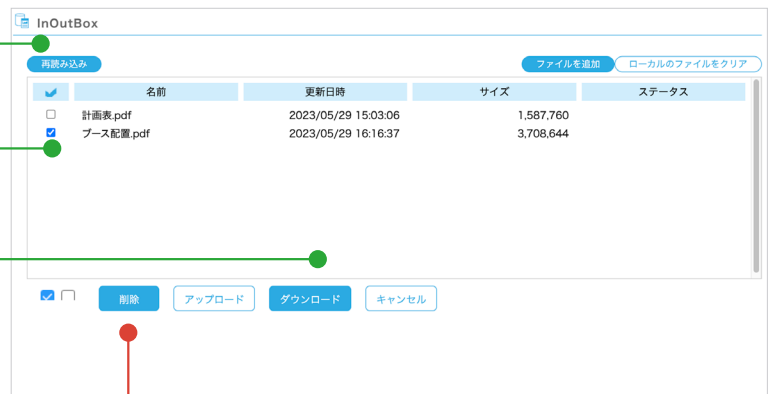 InOutBox
再読み込み ファイルを追加 ローカルのファイルをクリア
名前 更新日時 サイズ ステータス
計画表.pdf 2023/05/29 15:03:06 1,587,760
ブース配置.pdf 2023/05/29 16:16:37 3,708,644
削除 アップロード ダウンロード キャンセル